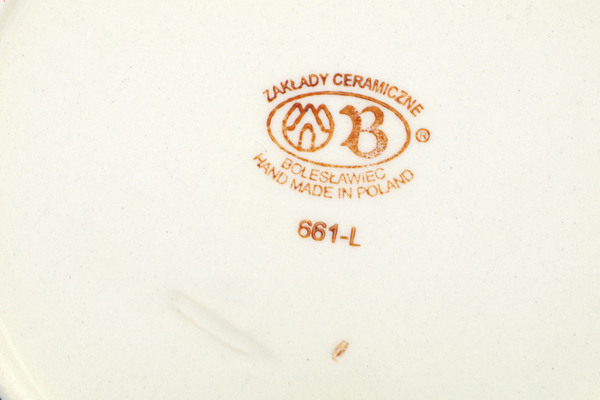 ZAKŁADY CERAMICZNE
B ®
BOLESŁAWIEC
HAND MADE IN POLAND
661-L